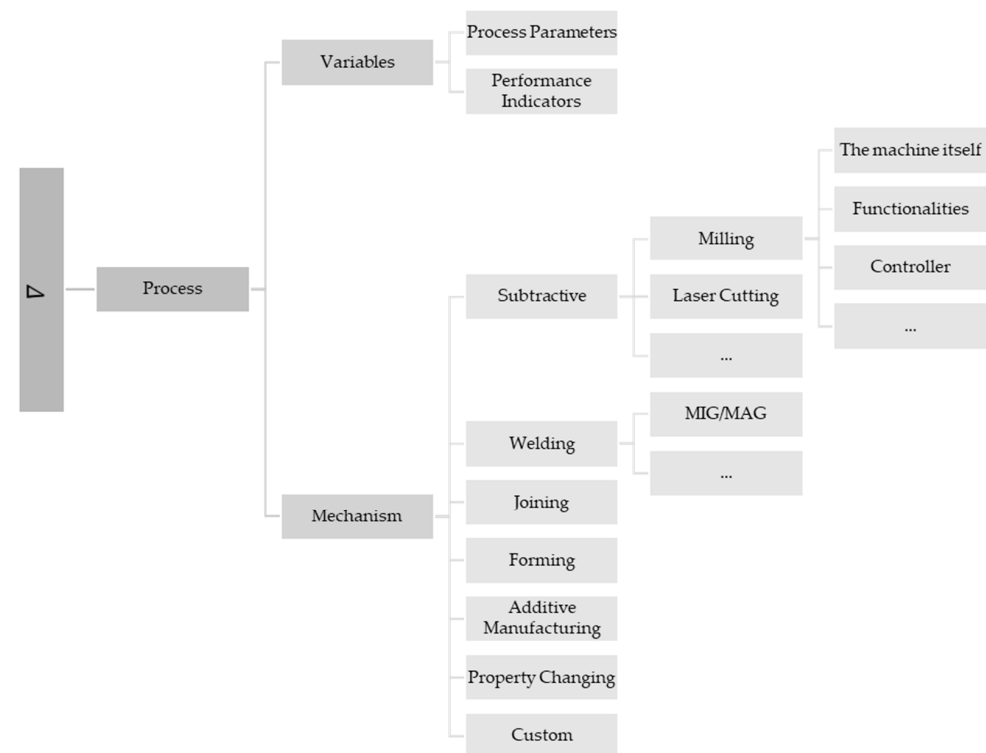 Δ
Process
Variables
Process Parameters
Performance
Indicators
Mechanism
Subtractive
Milling
The machine itself
Functionalities
Controller
...
Laser Cutting
...
Welding
MIG/MAG
...
Joining
Forming
Additive
Manufacturing
Property Changing
Custom